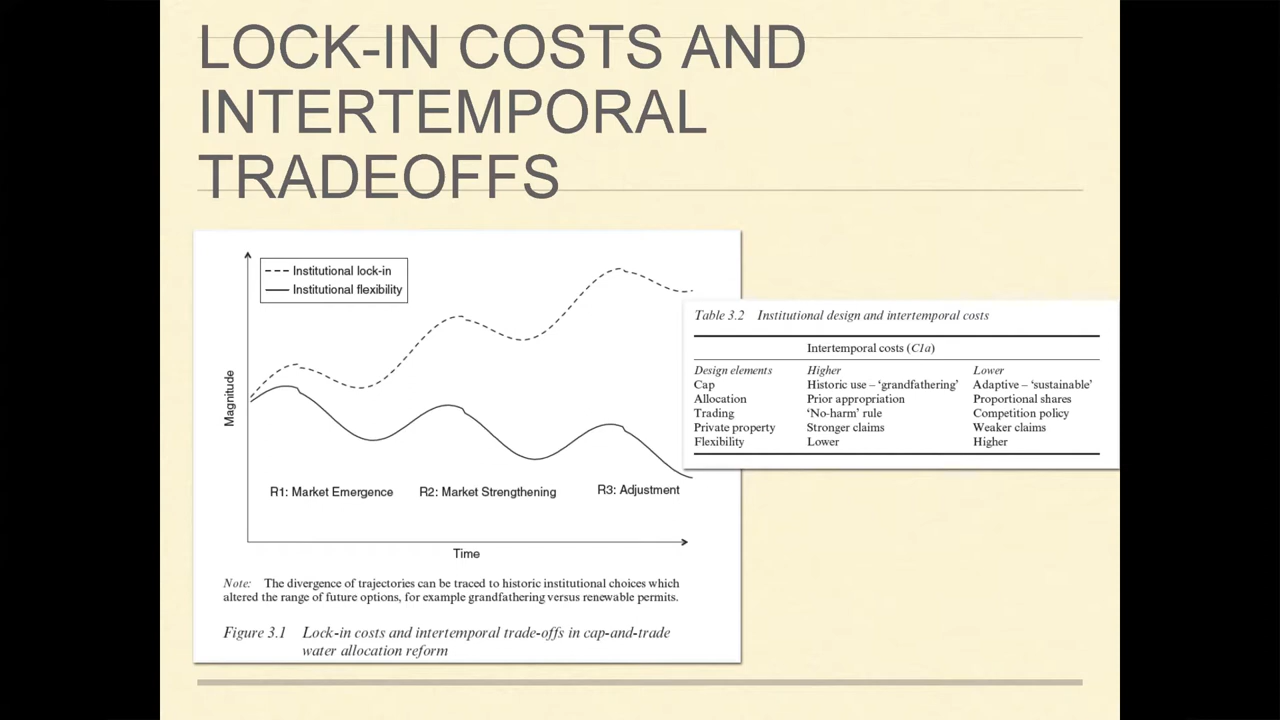 LOCK-IN COSTS AND
INTERTEMPORAL
TRADEOFFS
Institutional lock-in
Institutional flexibility
Magnitude
R1: Market Emergence
R2: Market Strengthening
R3: Adjustment
Time
Note: The divergence of trajectories can be traced to historic institutional choices which
altered the range of future options, for example grandfathering versus renewable permits.
Figure 3.1 Lock-in costs and intertemporal trade-offs in cap-and-trade
water allocation reform
Table 3.2 Institutional design and intertemporal costs
Intertemporal costs (C1a)
Design elements Higher Lower
Cap Historic use – ‘grandfathering’ Adaptive – ‘sustainable’
Allocation Prior appropriation Proportional shares
Trading ‘No-harm’ rule Competition policy
Private property Stronger claims Weaker claims
Flexibility Lower Higher